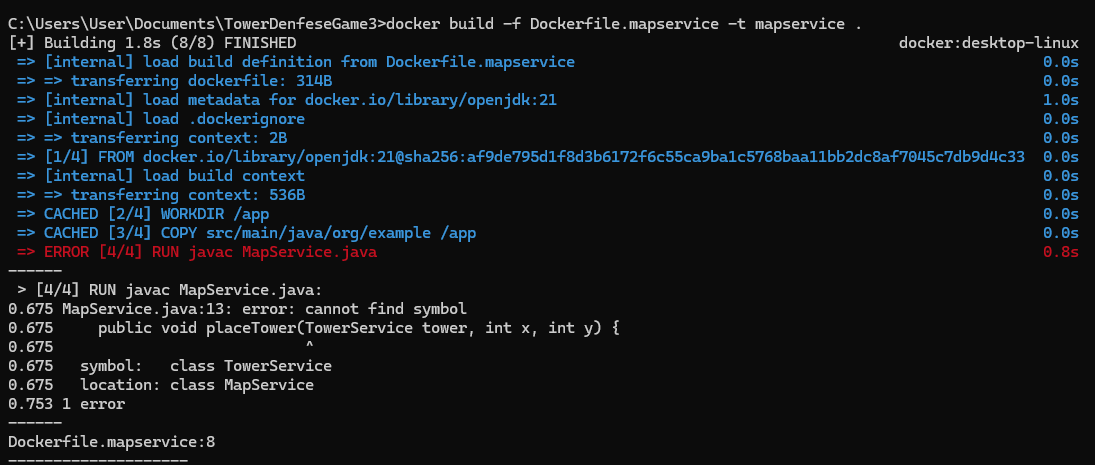 C:\Users\User\Documents\TowerDenfeseGame3>docker build -f Dockerfile.mapservice -t mapservice .
[+] Building 1.8s (8/8) FINISHED docker:desktop-linux
=> [internal] load build definition from Dockerfile.mapservice 0.0s
=> => transferring dockerfile: 314B 0.0s
=> [internal] load metadata for docker.io/library/openjdk:21 1.0s
=> [internal] load .dockerignore 0.0s
=> => transferring context: 2B 0.0s
=> [1/4] FROM docker.io/library/openjdk:21@sha256:af9de795d1f8d3b6172f6c55ca9ba1c5768baa11bb2dc8af7045c7db9d4c33 0.0s
=> [internal] load build context 0.0s
=> => transferring context: 536B 0.0s
=> CACHED [2/4] WORKDIR /app 0.0s
=> CACHED [3/4] COPY src/main/java/org/example /app 0.0s
=> ERROR [4/4] RUN javac MapService.java 0.8s
------
> [4/4] RUN javac MapService.java:
0.675 MapService.java:13: error: cannot find symbol
0.675     public void placeTower(TowerService tower, int x, int y) {
0.675                            ^
0.675   symbol:   class TowerService
0.675   location: class MapService
0.753 1 error
------
Dockerfile.mapservice:8
--------------------